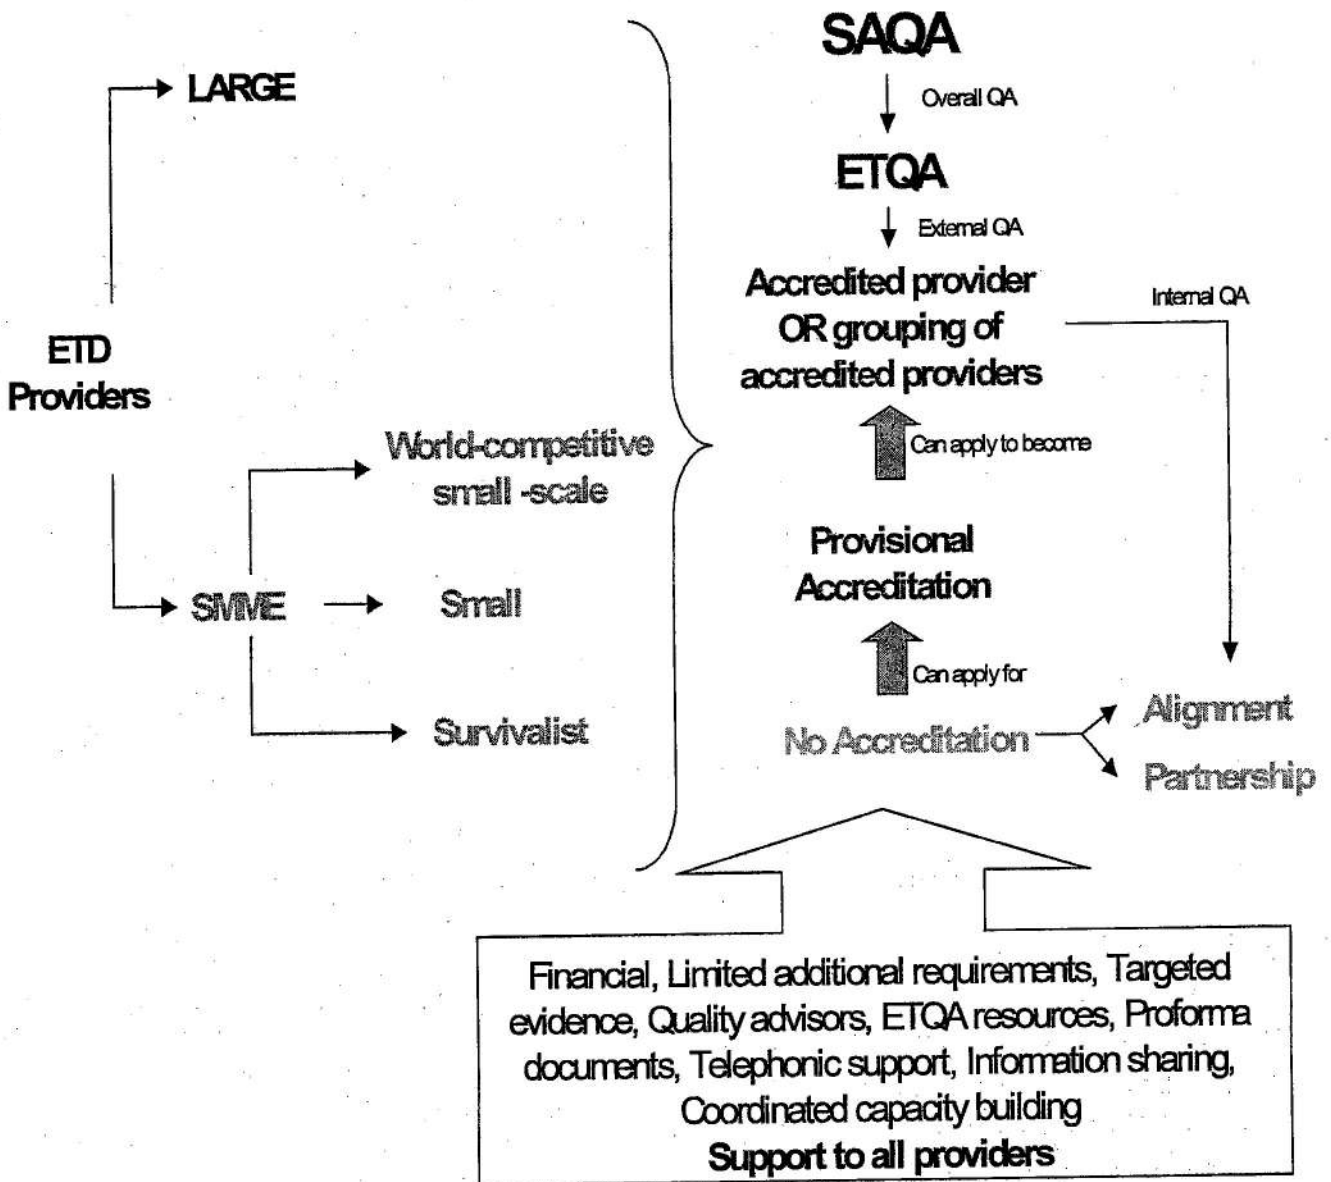 LARGE
ETD
Providers
World-competitive
small -scale
SMME
Small
Survivalist
SAQA
Overall QA
ETQA
External QA
Accredited provider
OR grouping of
accredited providers
Internal QA
Can apply to become
Provisional
Accreditation
Can apply for
No Accreditation
Alignment
Partnership
Financial, Limited additional requirements, Targeted
evidence, Quality advisors, ETQA resources, Proforma
documents, Telephonic support, Information sharing,
Coordinated capacity building
Support to all providers